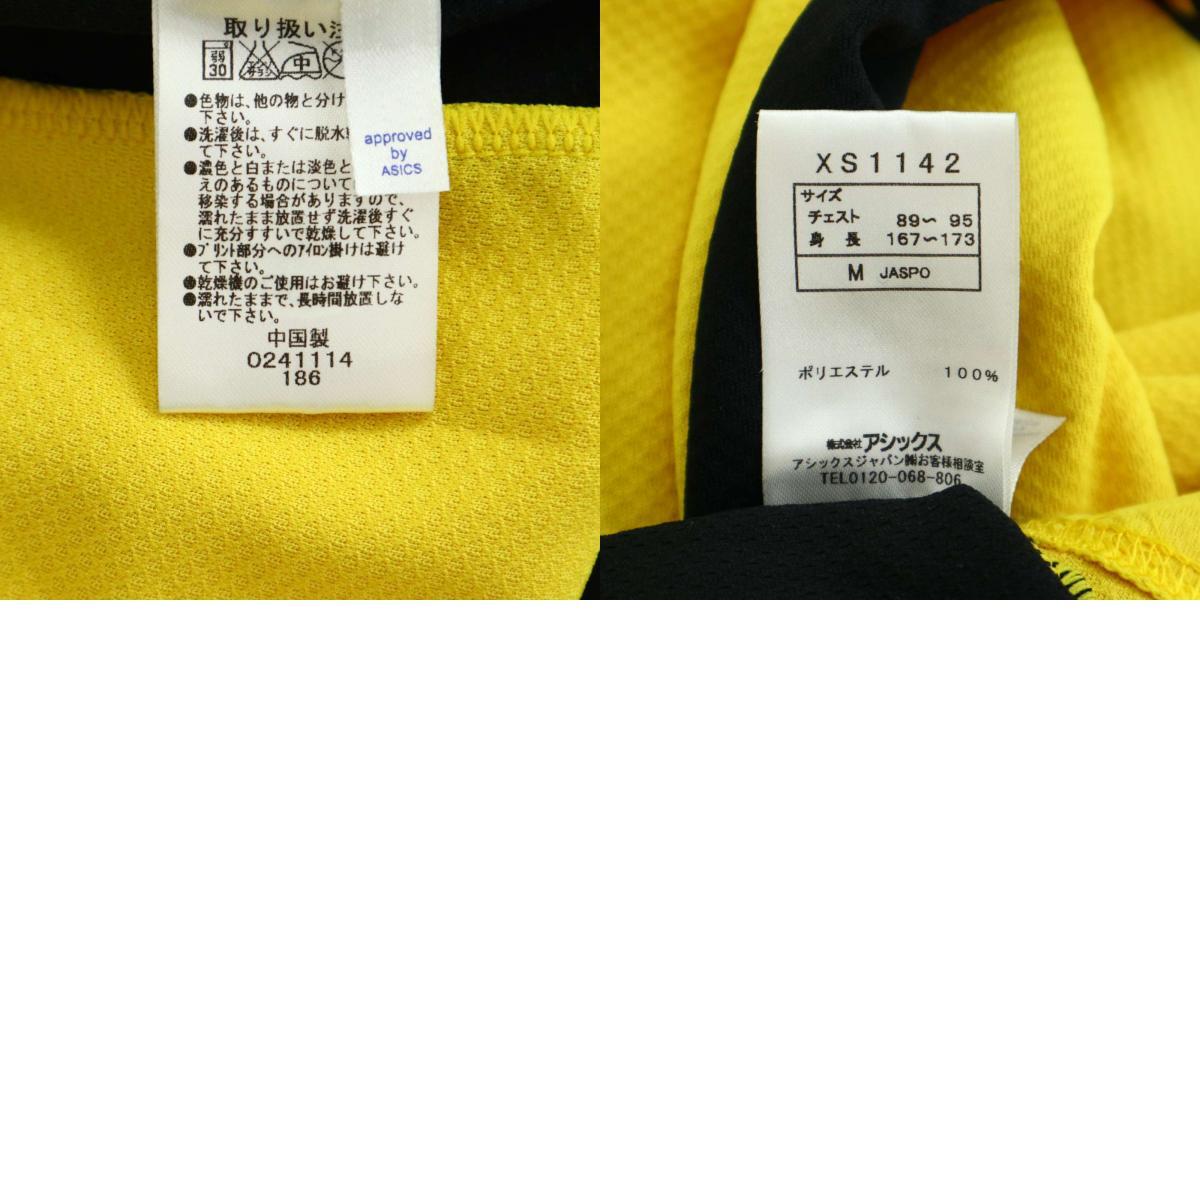 取り扱い注
弱
30
サラシ
中
●色物は、他の物と分け
下さい。
●洗濯後は、すぐに脱水
て下さい。
●濃色と白または淡色と
えのあるものについて
移染する場合がありますので、
濡れたまま放置せず洗濯後すぐ
に充分すすいで乾燥して下さい。
●プリント部分へのアイロン掛けは避け
て下さい。
●乾燥機のご使用はお避け下さい。
●濡れたままで、長時間放置しな
いで下さい。
中国製
0241114
186
approved
by
ASICS
XS1142
サイズ
チェスト 89〜 95
身 長 167〜173
M JASPO
ポリエステル 100%
株式会社アシックス
アシックスジャパン㈱お客様相談室
TEL0120-068-806